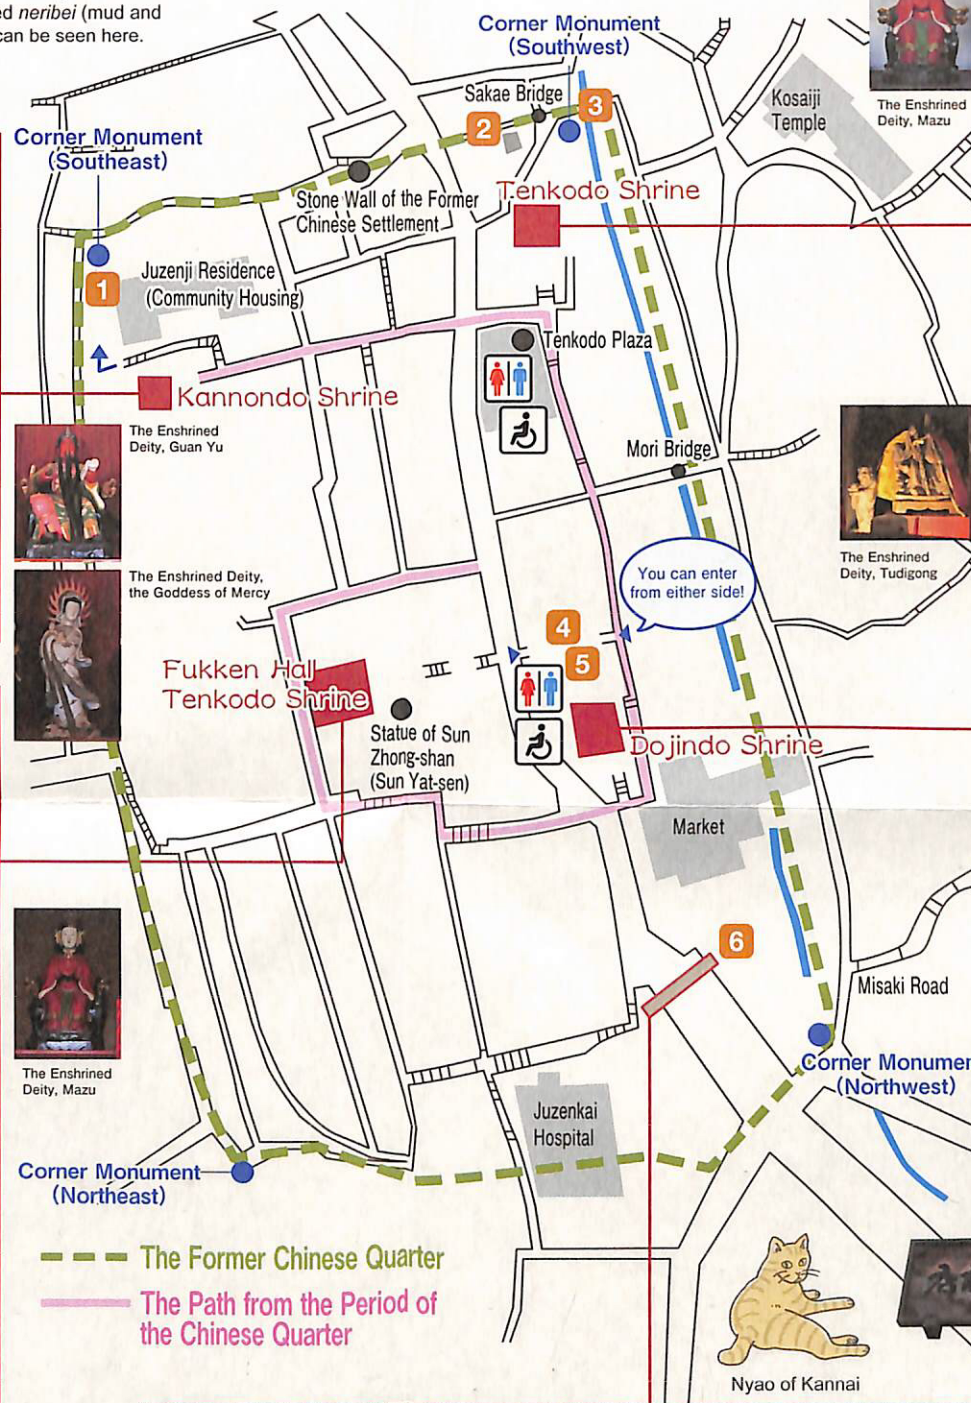 ed neribei (mud and
can be seen here.
Corner Monument
(Southwest)
Sakae Bridge
3
2
Kosaiji
Temple
The Enshrined
Deity, Mazu
Corner Monument
(Southeast)
Stone Wall of the Former
Chinese Settlement
Tenkodo Shrine
1
Juzenji Residence
(Community Housing)
Tenkodo Plaza
Kannondo Shrine
The Enshrined
Deity, Guan Yu
Mori Bridge
The Enshrined
Deity, Tudigong
The Enshrined Deity,
the Goddess of Mercy
You can enter
from either side!
4
5
Fukken Hall
Tenkodo Shrine
Statue of Sun
Zhong-shan
(Sun Yat-sen)
Dojindo Shrine
Market
6
Misaki Road
The Enshrined
Deity, Mazu
Corner Monumen
(Northwest)
Juzenkai
Hospital
Corner Monument
(Northeast)
The Former Chinese Quarter
The Path from the Period of
the Chinese Quarter
Nyao of Kannai